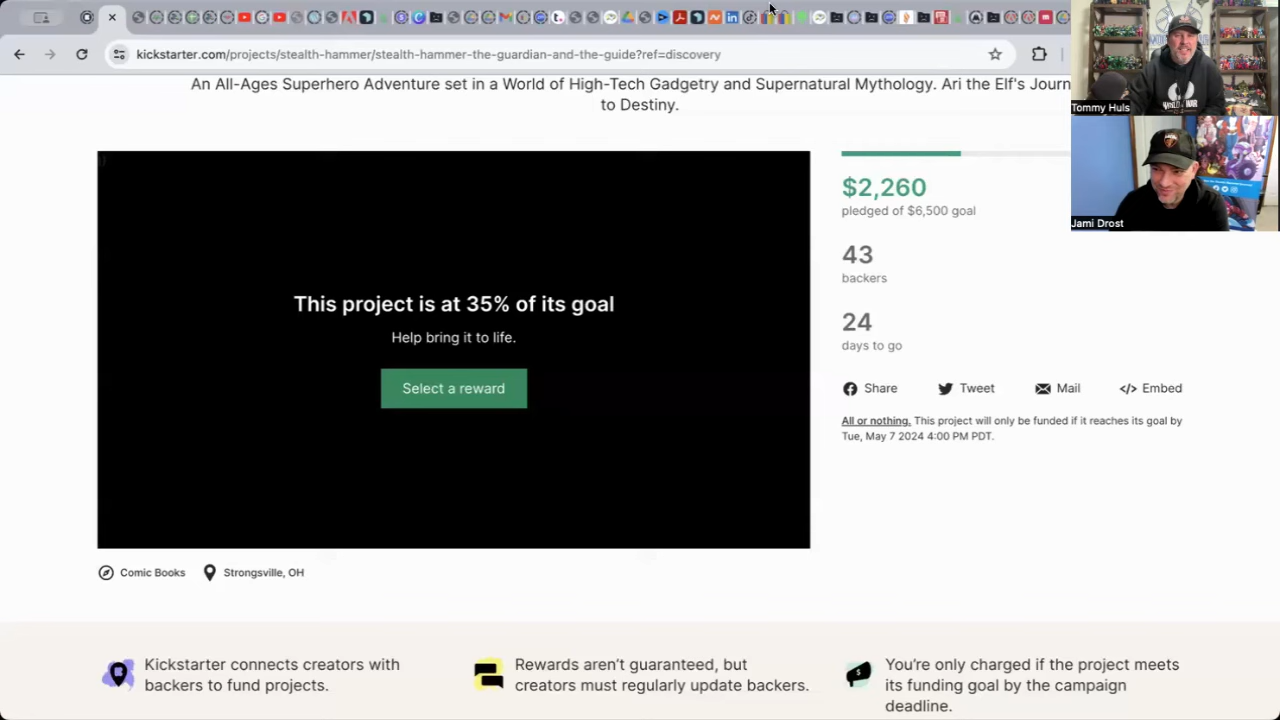 kickstarter.com/projects/stealth-hammer/stealth-hammer-the-guardian-and-the-guide?ref=discovery
An All-Ages Superhero Adventure set in a World of High-Tech Gadgetry and Supernatural Mythology. Ari the Elf's Journ
to Destiny.
Tommy Huls
Jami Drost
$2,260
pledged of $6,500 goal
43
backers
24
days to go
This project is at 35% of its goal
Help bring it to life.
Select a reward
Share
Tweet
Mail
Embed
All or nothing. This project will only be funded if it reaches its goal by
Tue, May 7 2024 4:00 PM PDT.
Comic Books
Strongsville, OH
Kickstarter connects creators with
backers to fund projects.
Rewards aren't guaranteed, but
creators must regularly update backers.
You're only charged if the project meets
its funding goal by the campaign
deadline.